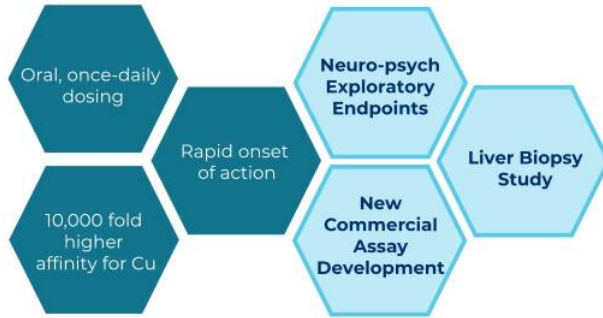 Oral, once-daily
dosing
10,000 fold
higher
affinity for Cu
Rapid onset
of action
Neuro-psych
Exploratory
Endpoints
New
Commercial
Assay
Development
Liver Biopsy
Study